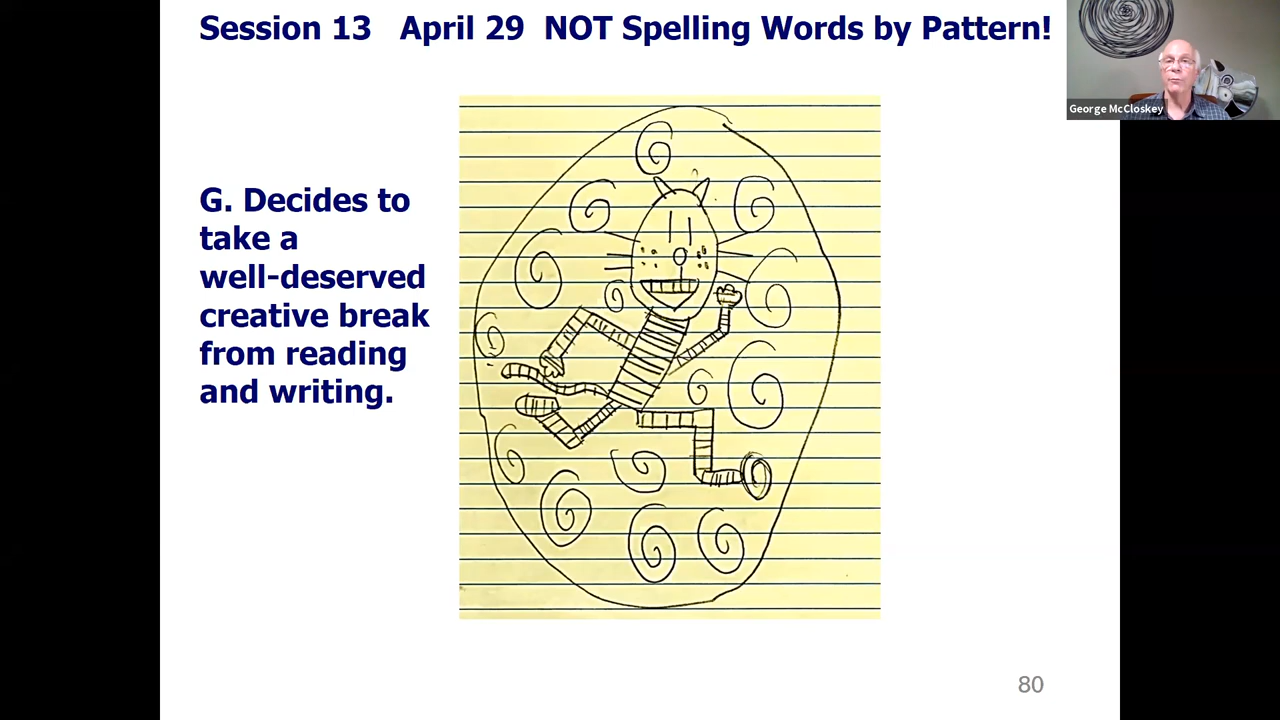 Session 13 April 29 NOT Spelling Words by Pattern!
George McCloskey
G. Decides to
take a
well-deserved
creative break
from reading
and writing.
80